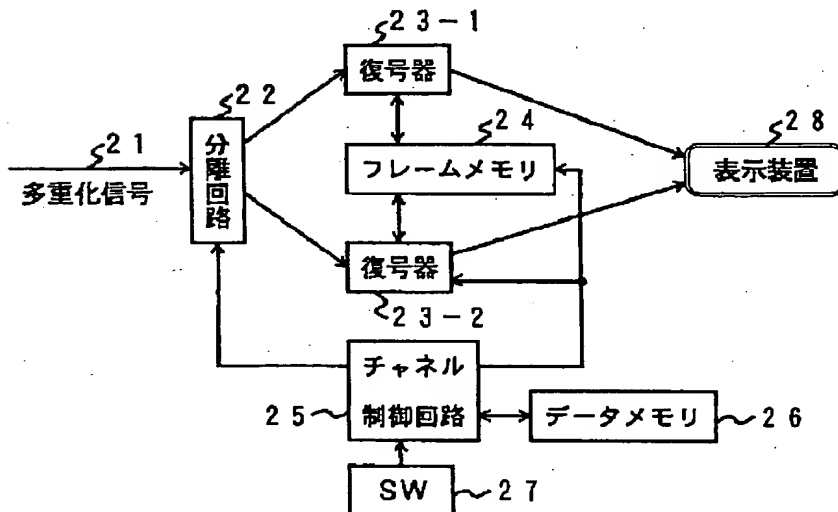 23-1
復号器
22
分離回路
21
多重化信号
24
フレームメモリ
28
表示装置
復号器
23-2
チャネル
制御回路
25
データメモリ
26
SW
27